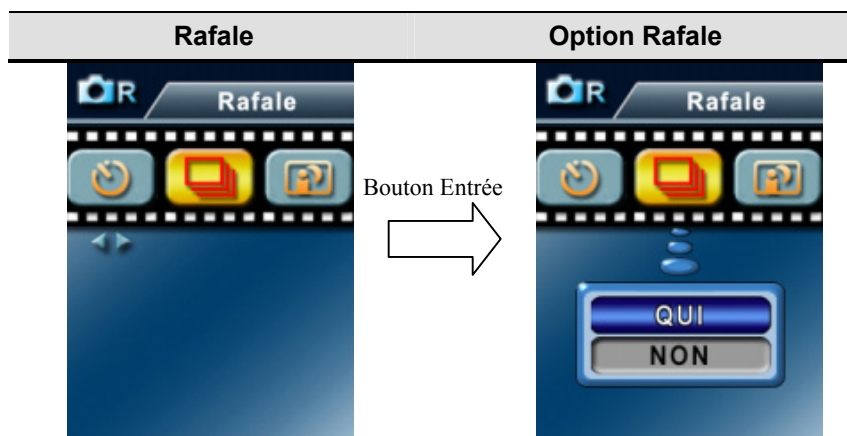 Rafale Option Rafale
R Rafale
Bouton Entrée
R Rafale
QUI
NON